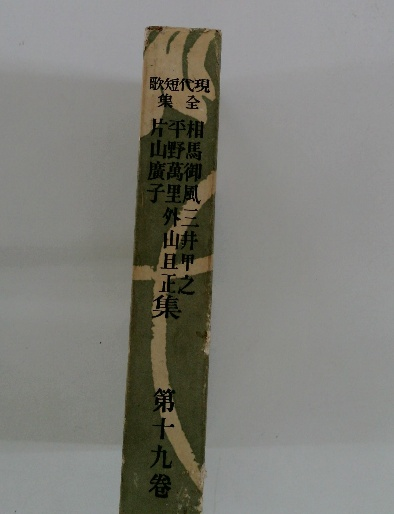 現代短歌
全集
相馬御風 三井甲之
平野萬里 外山且正
片山廣子
集
第十九卷